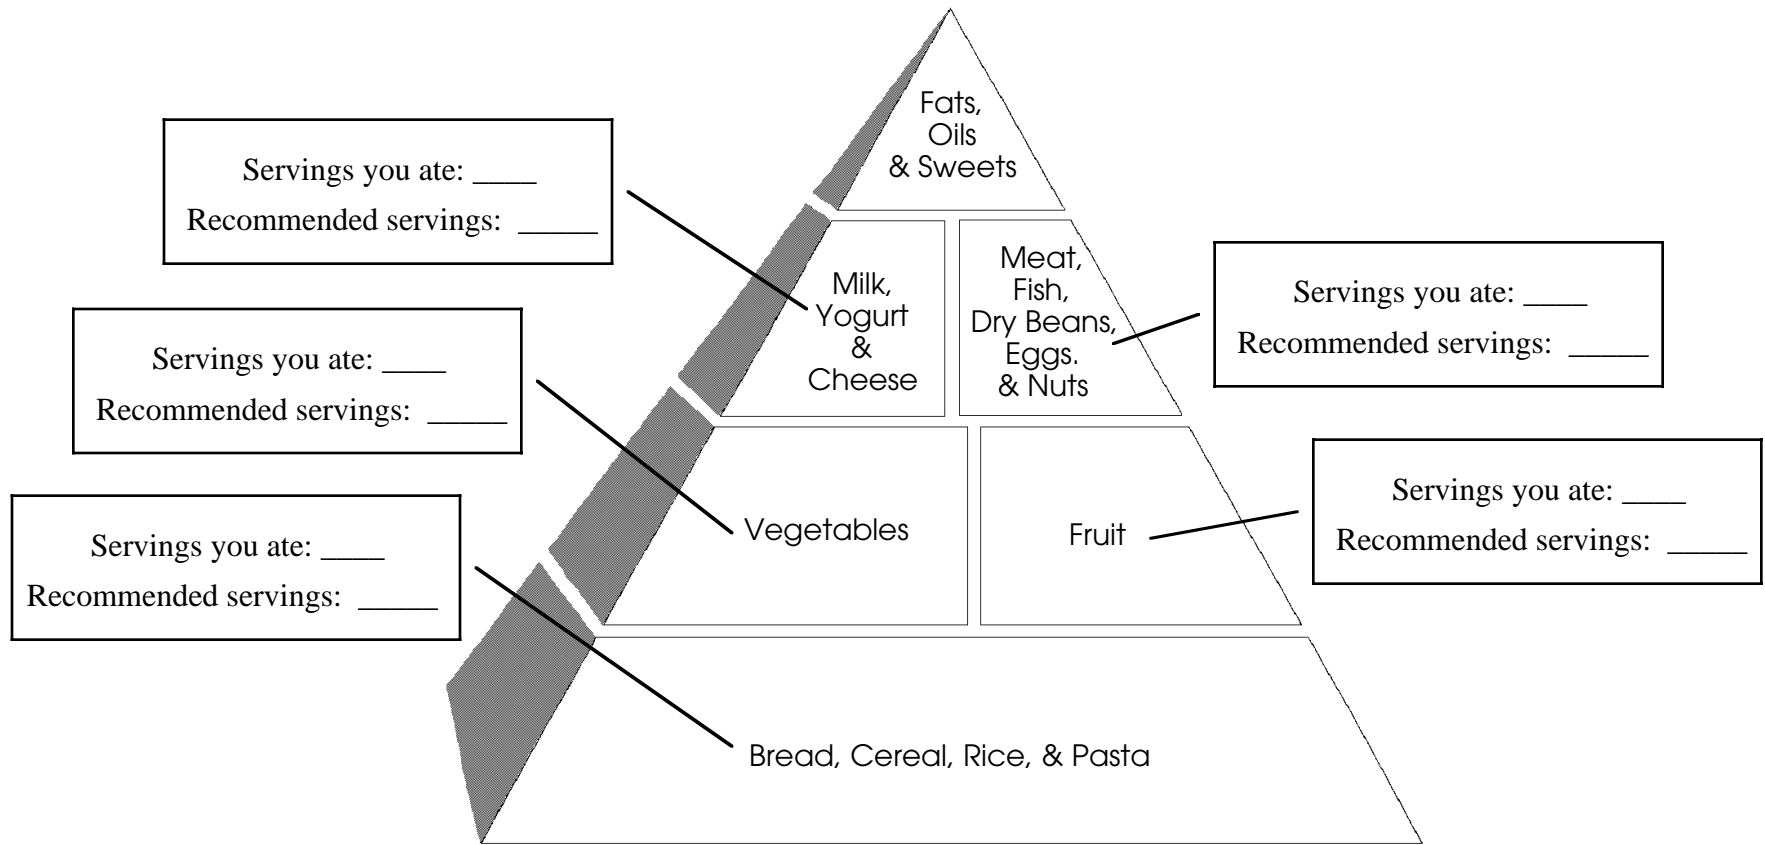 Fats,
Oils
& Sweets
Servings you ate: ____
Recommended servings: _____
Milk,
Yogurt
&
Cheese
Meat,
Fish,
Dry Beans,
Eggs.
& Nuts
Servings you ate: ____
Recommended servings: _____
Servings you ate: ____
Recommended servings: _____
Vegetables
Fruit
Servings you ate: ____
Recommended servings: _____
Servings you ate: ____
Recommended servings: _____
Bread, Cereal, Rice, & Pasta